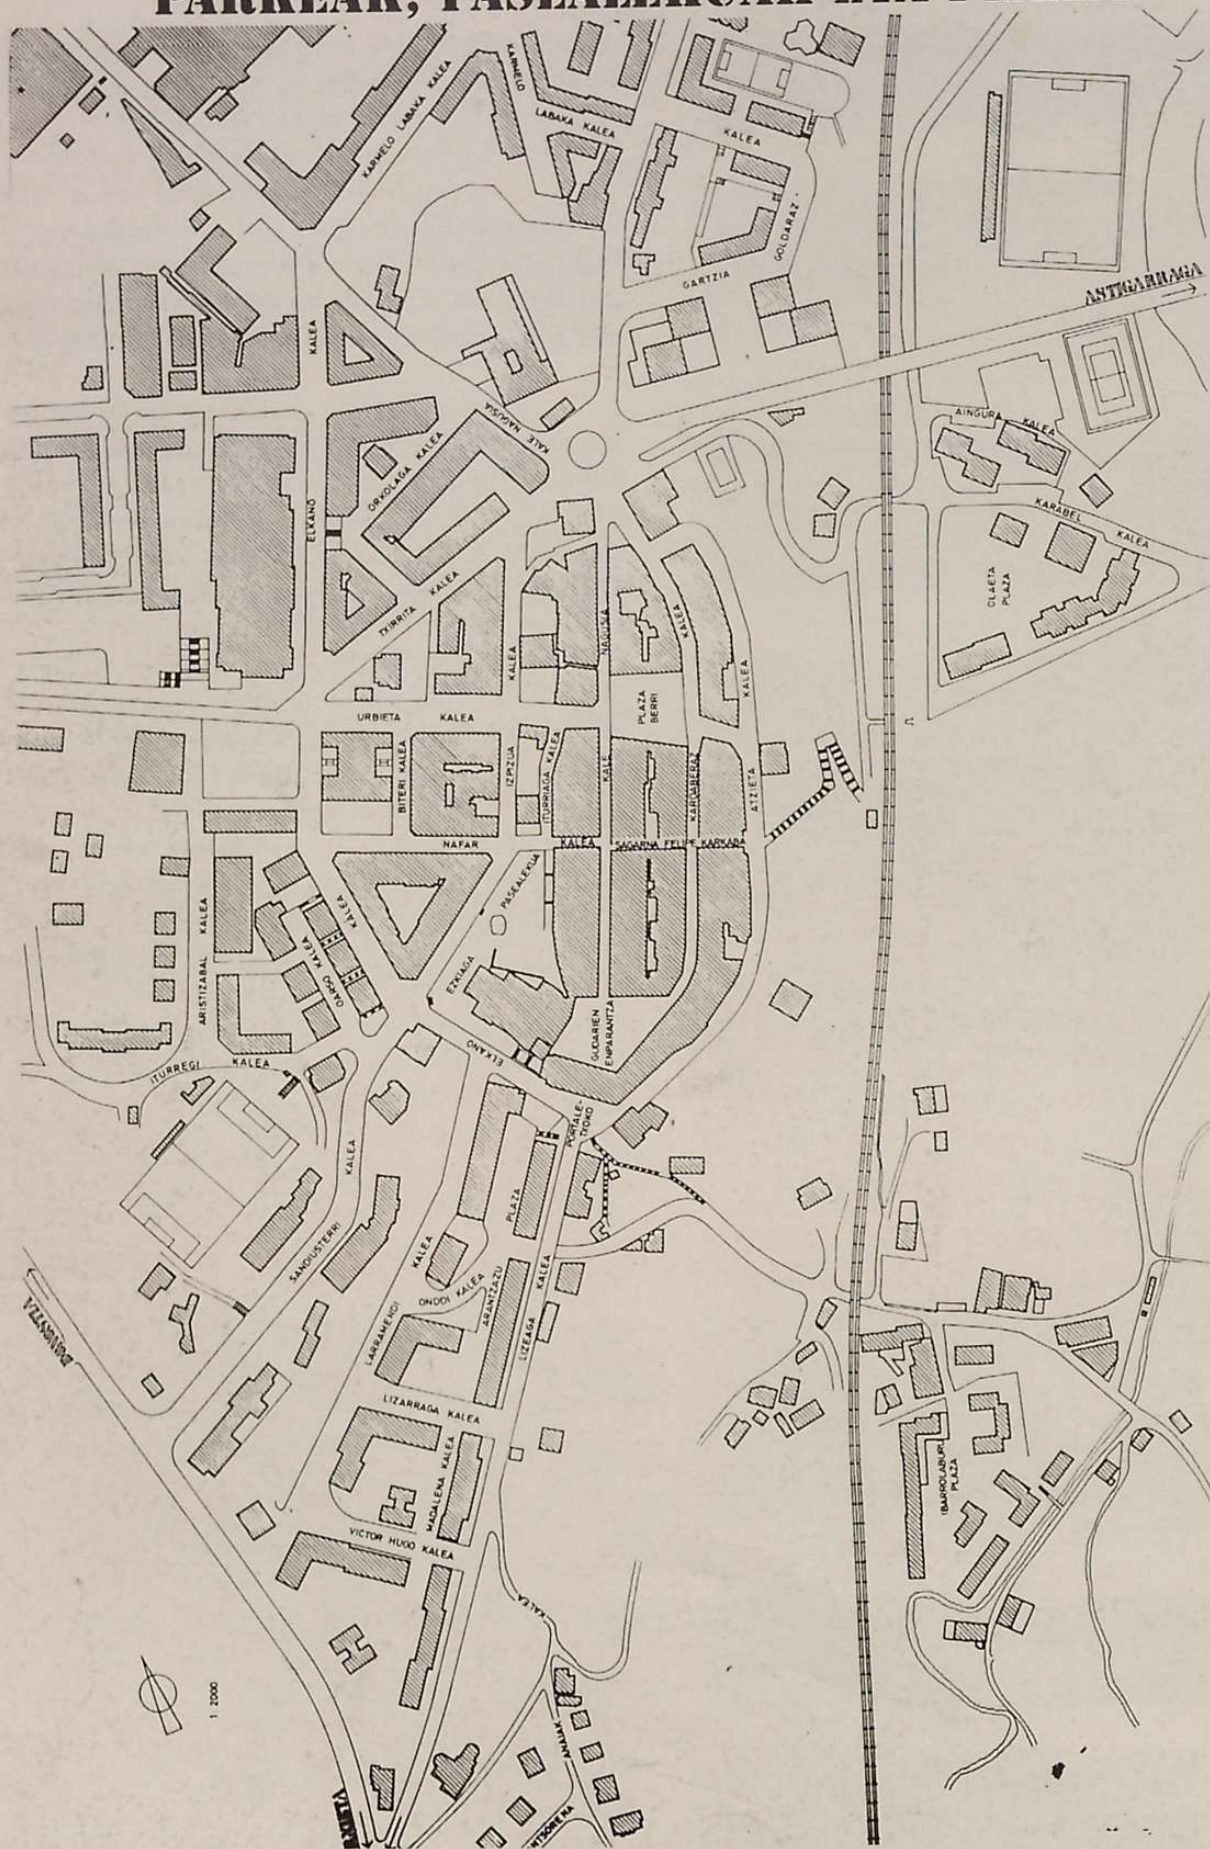 PARKEAK, PASEALEKUAK
KARMELO LABAKA KALEA
KARMELO
LABAKA KALEA
KALEA
GOLDARAZ
GARTZIA
ASTIGARRAGA
KALEA
KALE NAGUSIA
ORKOLAGA KALEA
ELKANO
TXIRRITA KALEA
AINGURA KALEA
KARABEL KALEA
OLAETA
PLAZA
NAGUSIA
KALEA
KALEA
KALEA
URBIETA KALEA
PLAZA
BERRI
BITERI KALEA
IZPIZUA
ITURRIAGA KALEA
KALE
KARDABERAZ
ATZIETA
NAFAR KALEA SAGARNA FELIPE KARKABA
PASEALEKUA
EZKIAGA
KALEA
OARSO KALEA
ARISTIZABAL KALEA
ITURREGI KALEA
ELKANO
GUDARIEN
ENPARANTZA
PORTALE-
TXOKO
SANDIUSTERRI KALEA
PLAZA
ARANTZAZU
LARRAMENDI KALEA
ONDDI KALEA
LIZEAGA KALEA
DONOSTIA
LIZARRAGA KALEA
MADALENA KALEA
VICTOR HUGO KALEA
KALEA
IBARROLABURU
PLAZA
1: 2000
ANAIAK